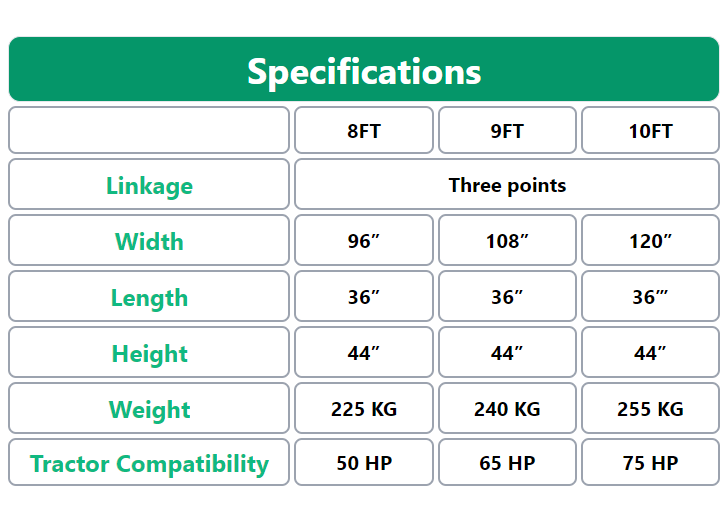 Specifications
8FT 9FT 10FT
Linkage Three points
Width 96″ 108″ 120″
Length 36″ 36″ 36‴
Height 44″ 44″ 44″
Weight 225 KG 240 KG 255 KG
Tractor Compatibility 50 HP 65 HP 75 HP